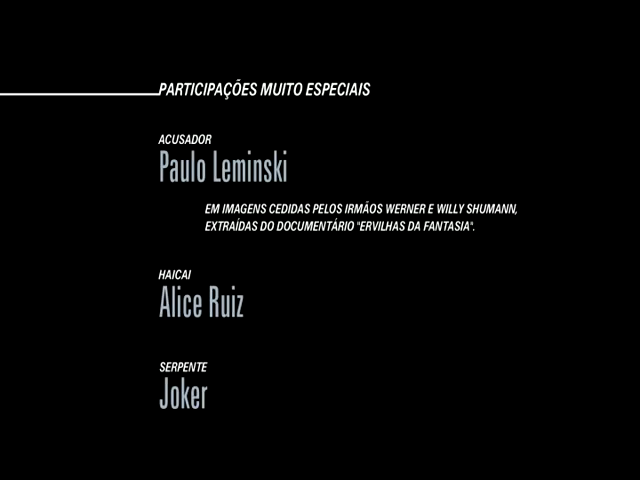 PARTICIPAÇÕES MUITO ESPECIAIS
ACUSADOR
Paulo Leminski
EM IMAGENS CEDIDAS PELOS IRMÃOS WERNER E WILLY SHUMANN,
EXTRAÍDAS DO DOCUMENTÁRIO "ERVILHAS DA FANTASIA".
HAICAI
Alice Ruiz
SERPENTE
Joker